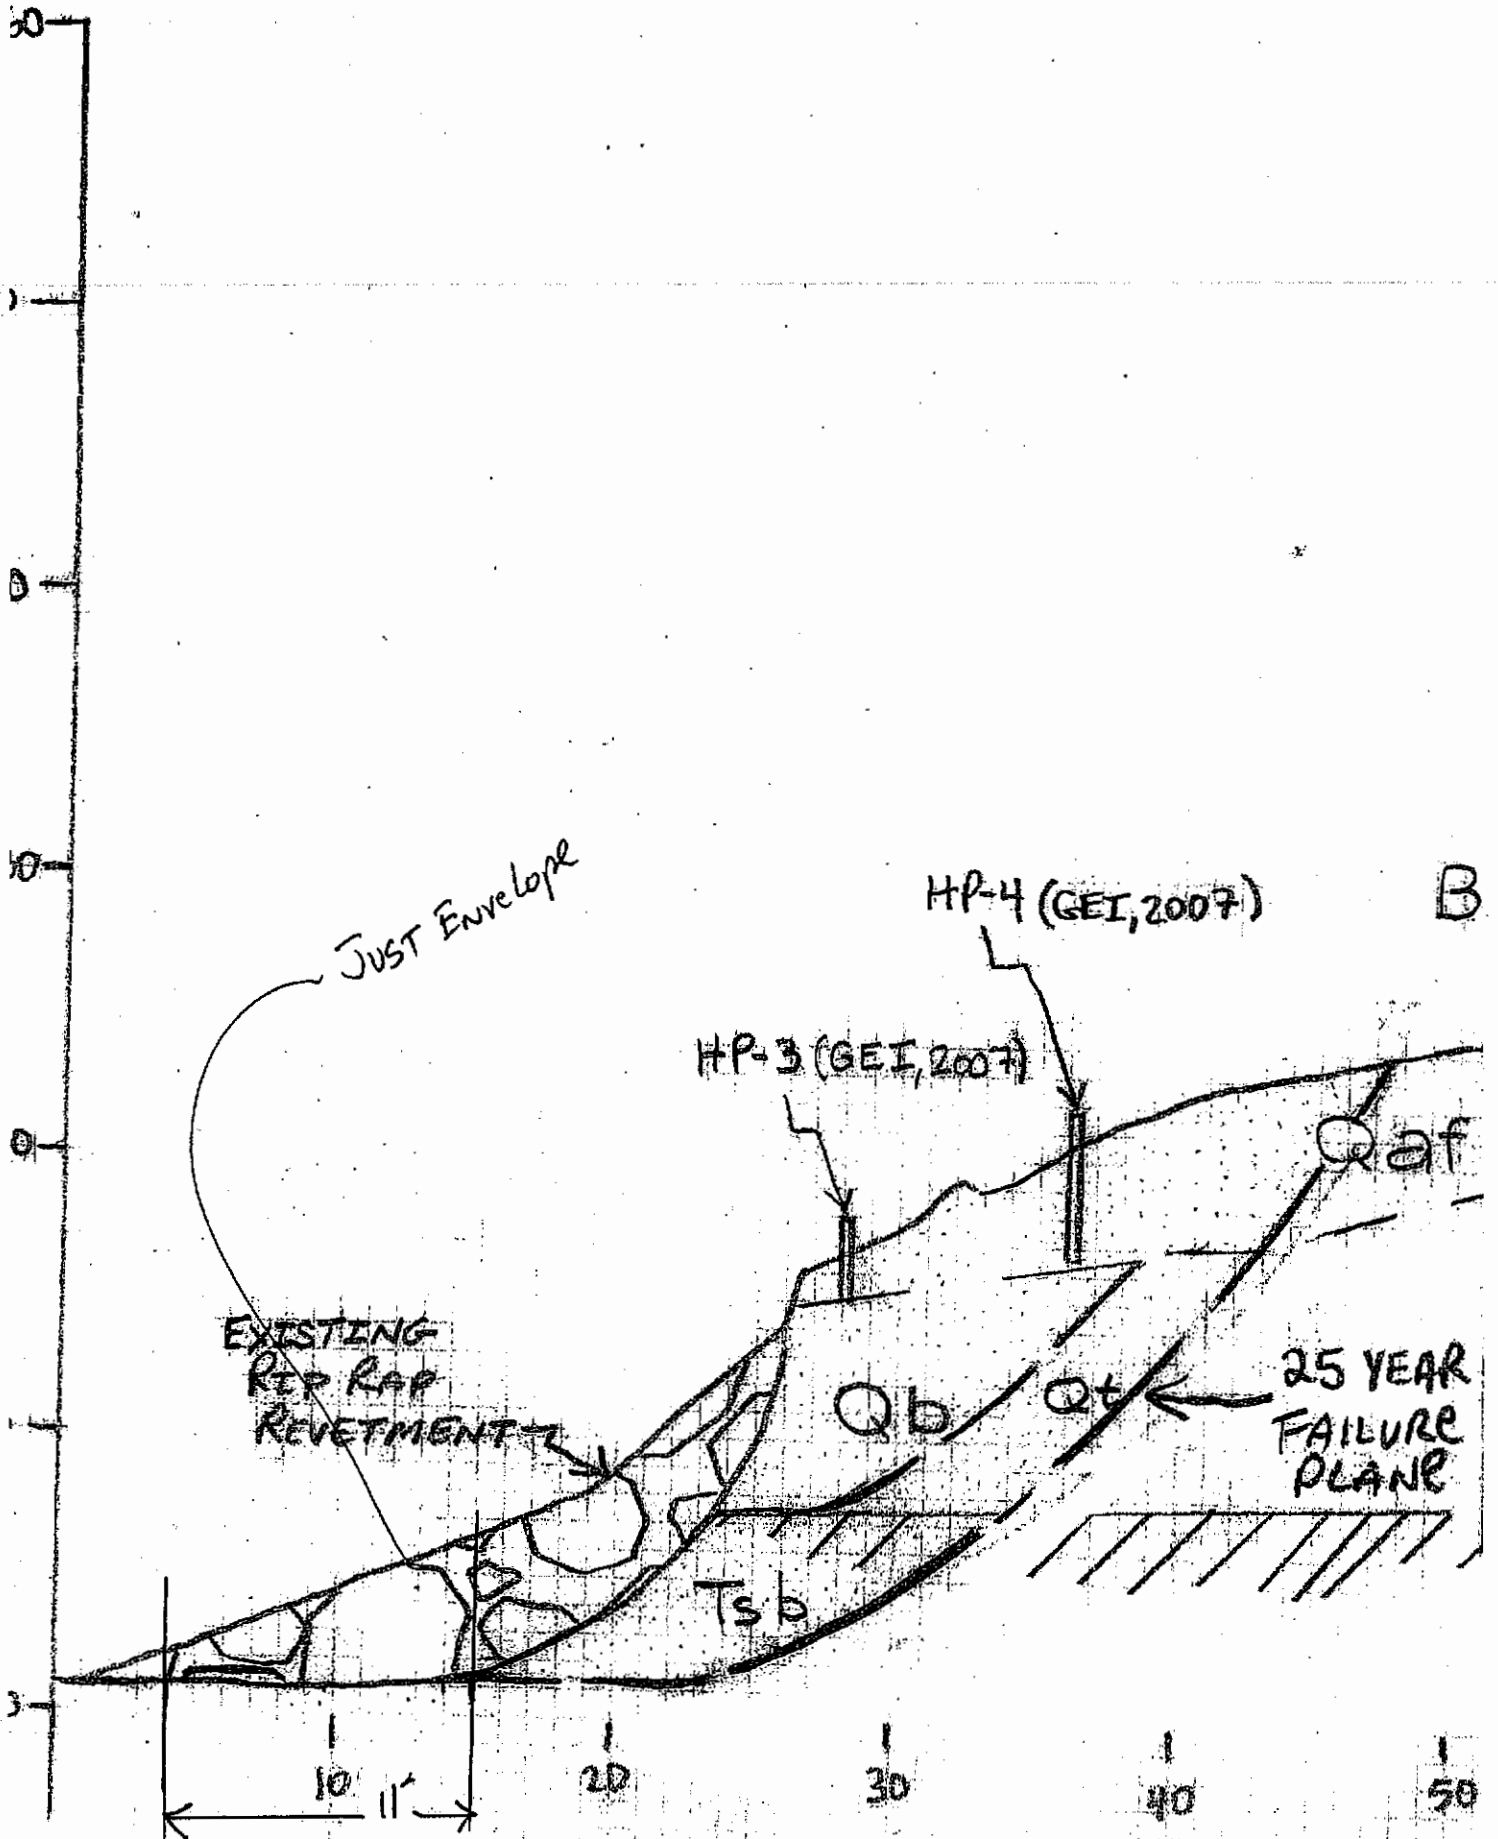 Just Envelope
HP-4 (GEI, 2007)
B
HP-3 (GEI, 2007)
Qaf
EXISTING
RIP RAP
REVETMENT
Qb
Qt
25 YEAR
FAILURE
PLANE
Tsb
10
20
30
40
50
11'